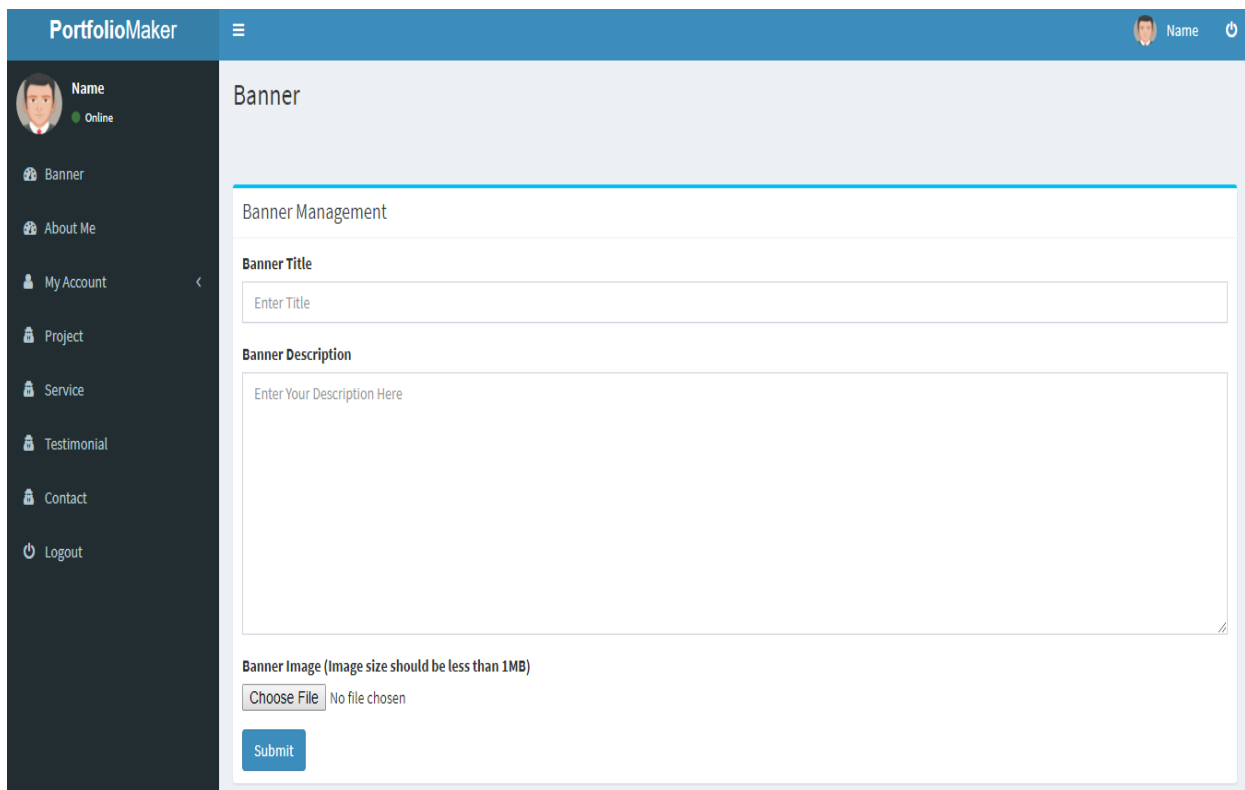 PortfolioMaker
Name
Name
Online
Banner
About Me
My Account
Project
Service
Testimonial
Contact
Logout
Banner
Banner Management
Banner Title
Enter Title
Banner Description
Enter Your Description Here
Banner Image (Image size should be less than 1MB)
Choose File No file chosen
Submit